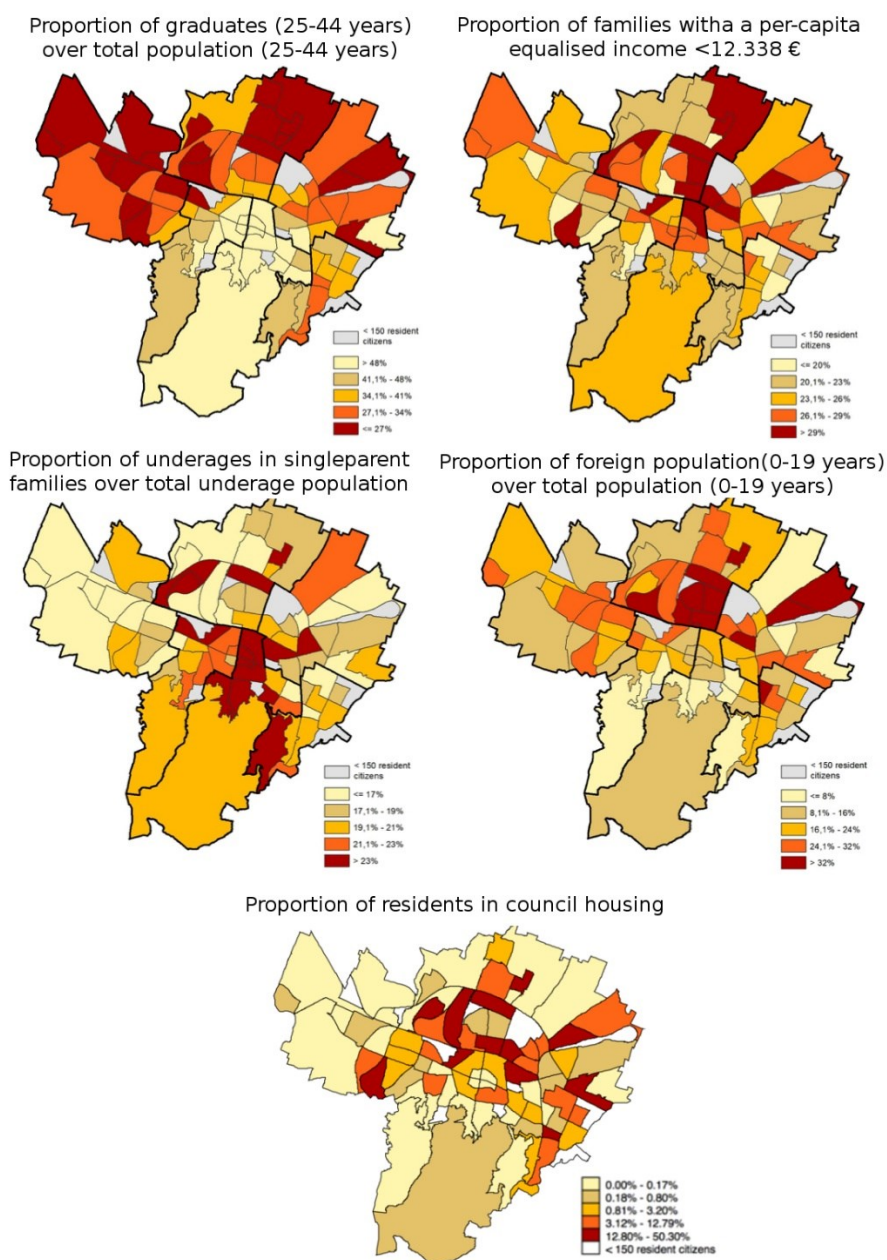 Proportion of graduates (25-44 years)
over total population (25-44 years)
Proportion of families witha a per-capita
equalised income <12.338 €
< 150 resident
citizens
> 48%
41,1% - 48%
34,1% - 41%
27,1% - 34%
<= 27%
< 150 resident
citizens
<= 20%
20,1% - 23%
23,1% - 26%
26,1% - 29%
> 29%
Proportion of underages in singleparent
families over total underage population
Proportion of foreign population(0-19 years)
over total population (0-19 years)
< 150 resident
citizens
<= 17%
17,1% - 19%
19,1% - 21%
21,1% - 23%
> 23%
< 150 resident
citizens
<= 8%
8,1% - 16%
16,1% - 24%
24,1% - 32%
> 32%
Proportion of residents in council housing
0.00% - 0.17%
0.18% - 0.80%
0.81% - 3.20%
3.12% - 12.79%
12.80% - 50.30%
< 150 resident citizens